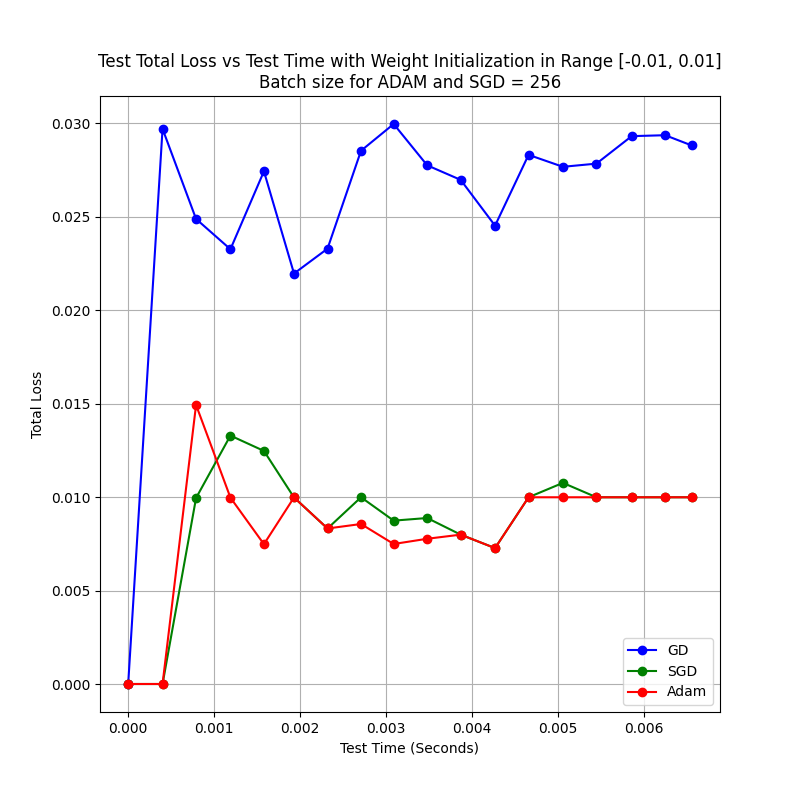 Test Total Loss vs Test Time with Weight Initialization in Range [-0.01, 0.01]
Batch size for ADAM and SGD = 256
0.030
0.025
0.020
0.015
0.010
0.005
0.000
Total Loss
0.000 0.001 0.002 0.003 0.004 0.005 0.006
Test Time (Seconds)
GD
SGD
Adam